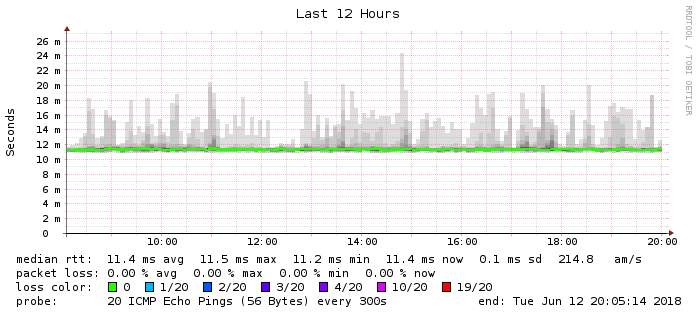 Last 12 Hours
RRDTOOL / TOBI OETIKER
Seconds
26 m
24 m
22 m
20 m
18 m
16 m
14 m
12 m
10 m
8 m
6 m
4 m
2 m
0
10:00 12:00 14:00 16:00 18:00 20:00
median rtt: 11.4 ms avg 11.5 ms max 11.2 ms min 11.4 ms now 0.1 ms sd 214.8 am/s
packet loss: 0.00 % avg 0.00 % max 0.00 % min 0.00 % now
loss color: 0 1/20 2/20 3/20 4/20 10/20 19/20
probe: 20 ICMP Echo Pings (56 Bytes) every 300s end: Tue Jun 12 20:05:14 2018